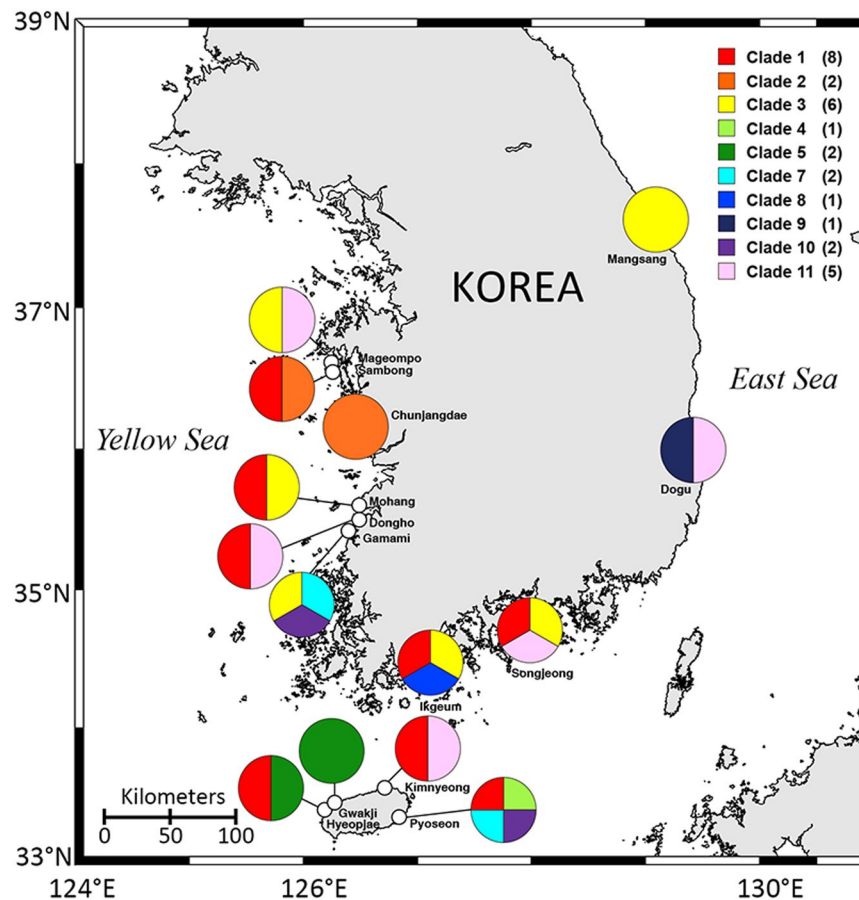 39°N
Clade 1 (8)
Clade 2 (2)
Clade 3 (6)
Clade 4 (1)
Clade 5 (2)
Clade 7 (2)
Clade 8 (1)
Clade 9 (1)
Clade 10 (2)
Clade 11 (5)
Mangsang
37°N
KOREA
Mageompo
Sambong
East Sea
Chunjangdae
Yellow Sea
Dogu
Mohang
Dongho
Gamami
35°N
Songjeong
Ikgeum
Kimnyeong
Kilometers
Gwakji
Hyeopjae
Pyoseon
0 50 100
33°N
124°E 126°E 130°E